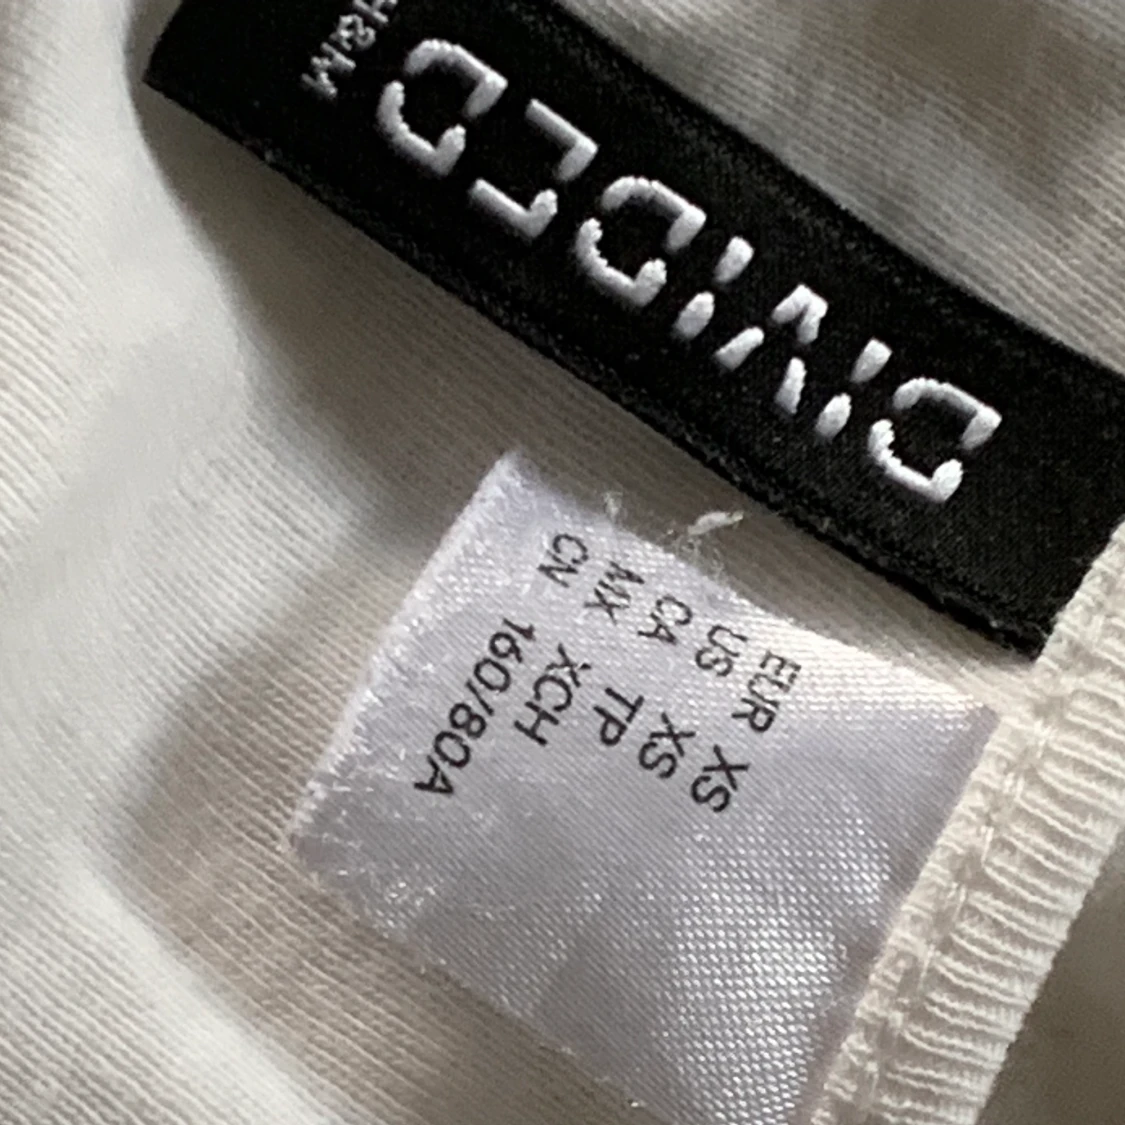 DIVIDED
H&M
EUR XS
US XS
CA TP
MX XCH
CN 160/80A